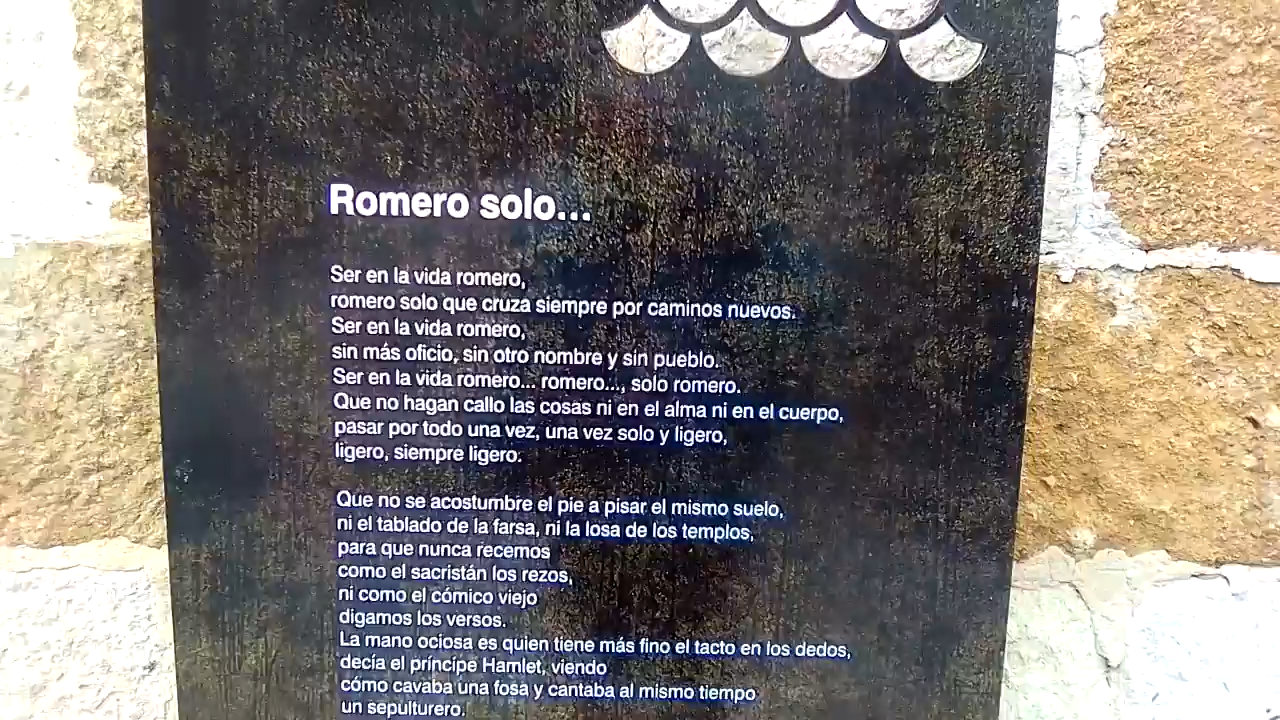 Romero solo...
Ser en la vida romero,
romero solo que cruza siempre por caminos nuevos.
Ser en la vida romero,
sin más oficio, sin otro nombre y sin pueblo.
Ser en la vida romero... romero..., solo romero.
Que no hagan callo las cosas ni en el alma ni en el cuerpo,
pasar por todo una vez, una vez solo y ligero,
ligero, siempre ligero.
Que no se acostumbre el pie a pisar el mismo suelo,
ni el tablado de la farsa, ni la losa de los templos,
para que nunca recemos
como el sacristán los rezos,
ni como el cómico viejo
digamos los versos.
La mano ociosa es quien tiene más fino el tacto en los dedos,
decía el príncipe Hamlet, viendo
cómo cavaba una fosa y cantaba al mismo tiempo
un sepulturero.